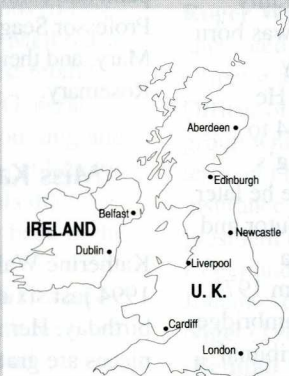 Aberdeen
Edinburgh
Belfast
IRELAND
Newcastle
Dublin
Liverpool
U. K.
Cardiff
London